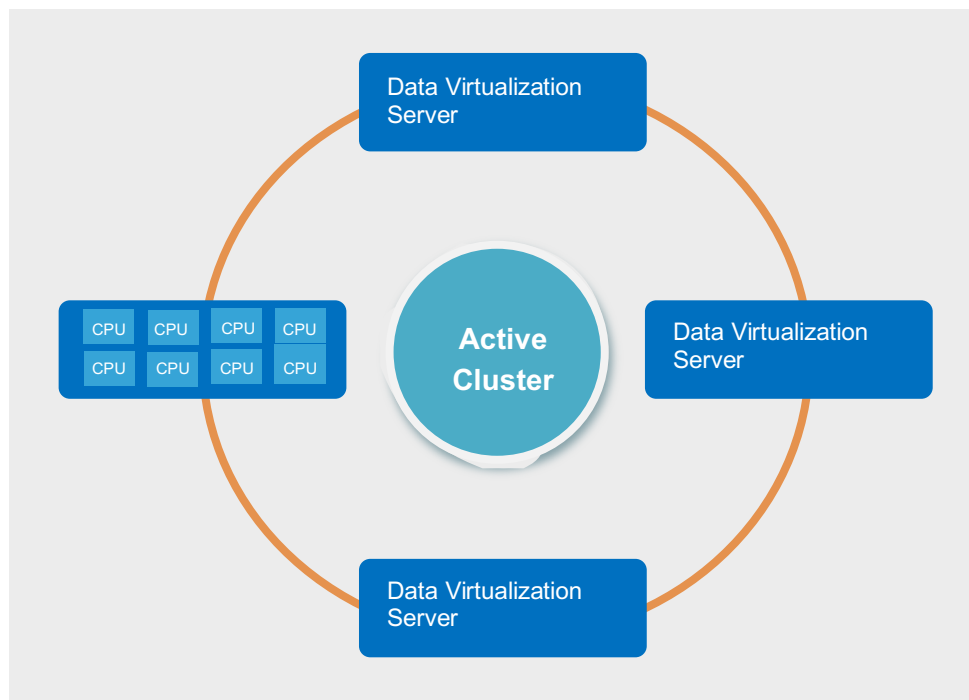 Data Virtualization
Server
CPU CPU CPU CPU
CPU CPU CPU CPU
Active
Cluster
Data Virtualization
Server
Data Virtualization
Server